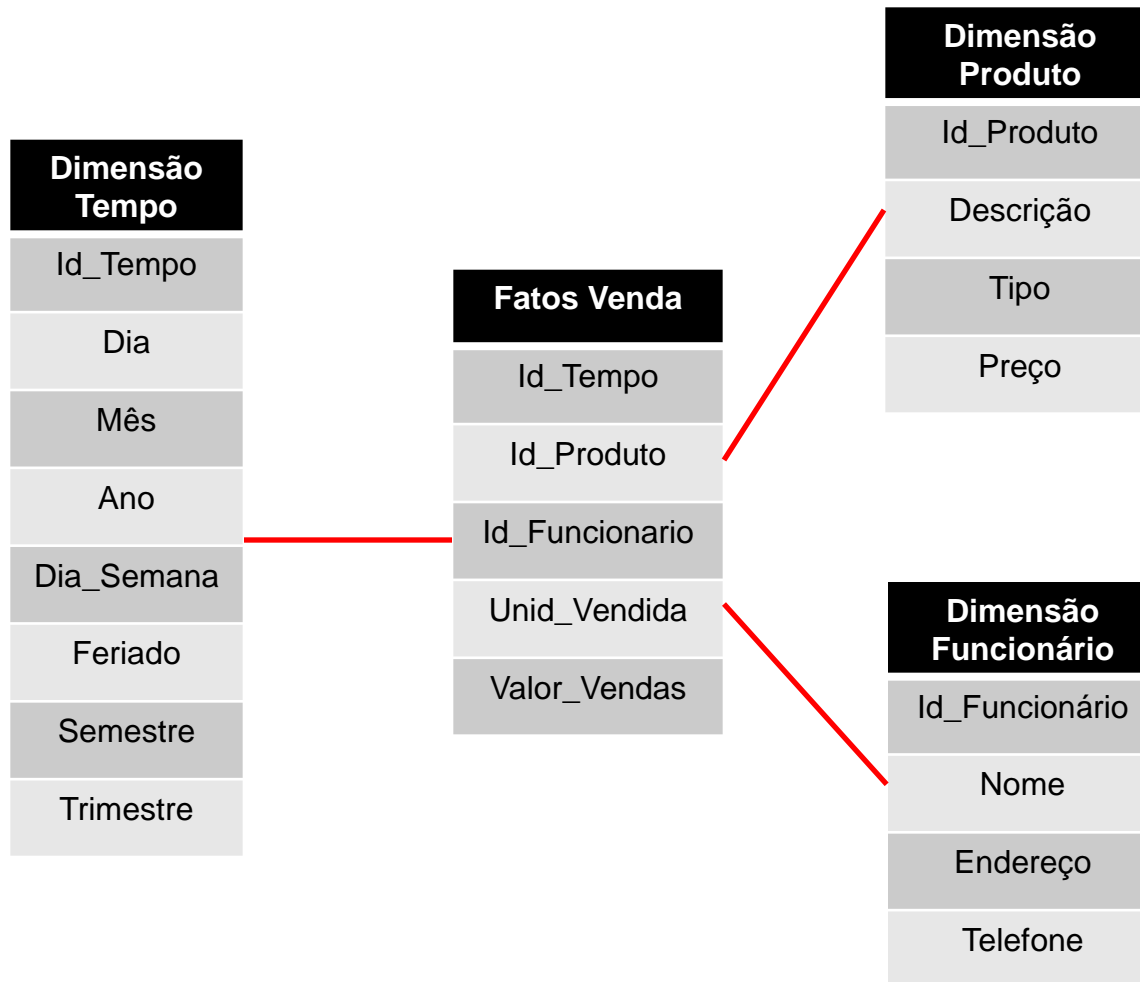 Dimensão
Tempo
Id_Tempo
Dia
Mês
Ano
Dia_Semana
Feriado
Semestre
Trimestre
Fatos Venda
Id_Tempo
Id_Produto
Id_Funcionario
Unid_Vendida
Valor_Vendas
Dimensão
Produto
Id_Produto
Descrição
Tipo
Preço
Dimensão
Funcionário
Id_Funcionário
Nome
Endereço
Telefone